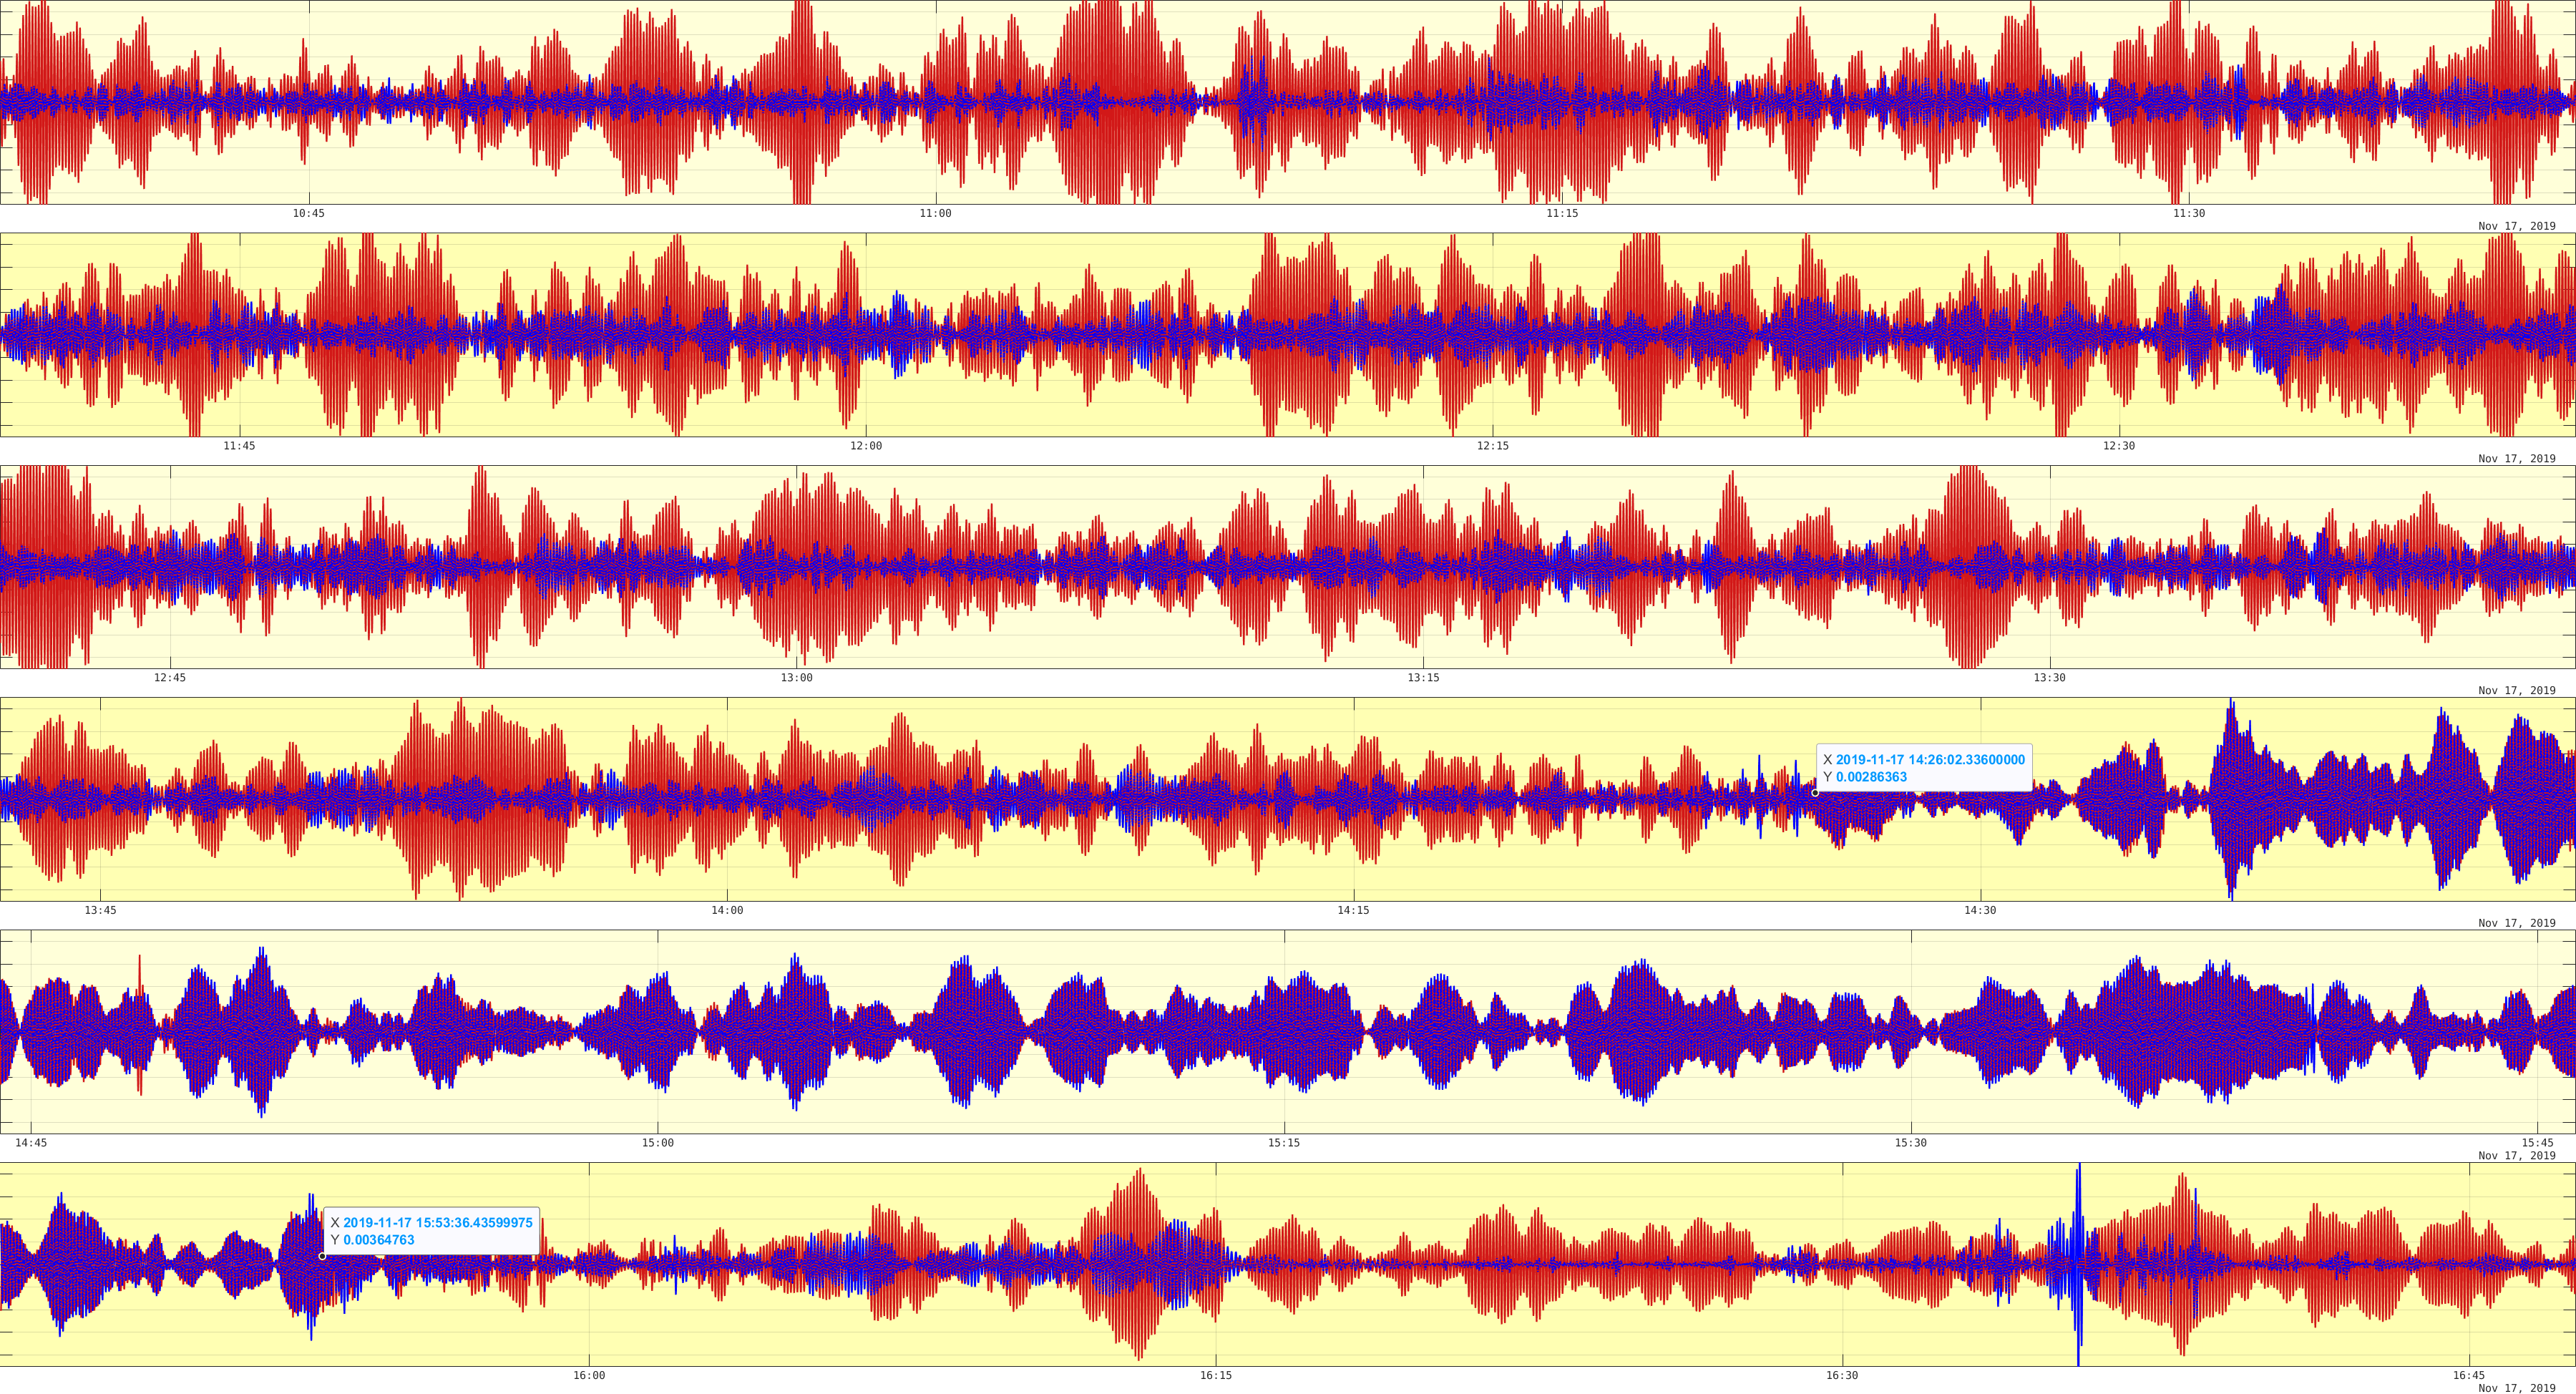 10:45 11:00 11:15 11:30
Nov 17, 2019
11:45 12:00 12:15 12:30
Nov 17, 2019
12:45 13:00 13:15 13:30
Nov 17, 2019
X 2019-11-17 14:26:02.33600000
Y 0.00286363
13:45 14:00 14:15 14:30
Nov 17, 2019
14:45 15:00 15:15 15:30 15:45
Nov 17, 2019
X 2019-11-17 15:53:36.43599975
Y 0.00364763
16:00 16:15 16:30 16:45
Nov 17, 2019